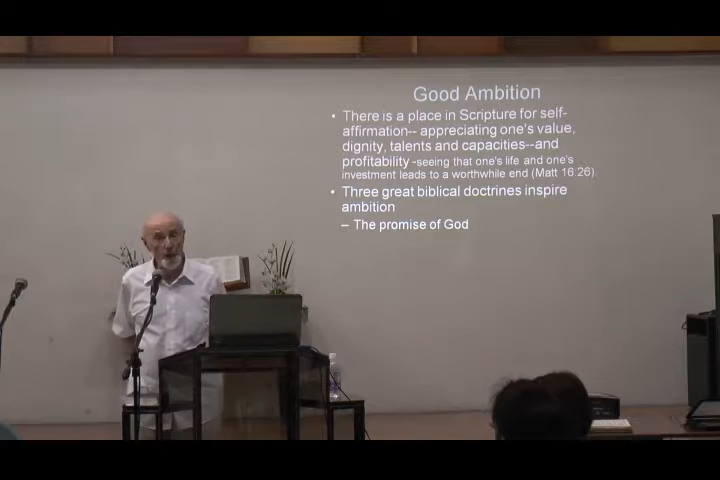 Good Ambition
• There is a place in Scripture for self-
affirmation-- appreciating one's value,
dignity, talents and capacities--and
profitability -seeing that one's life and one's
investment leads to a worthwhile end (Matt 16:26)
• Three great biblical doctrines inspire
ambition
– The promise of God